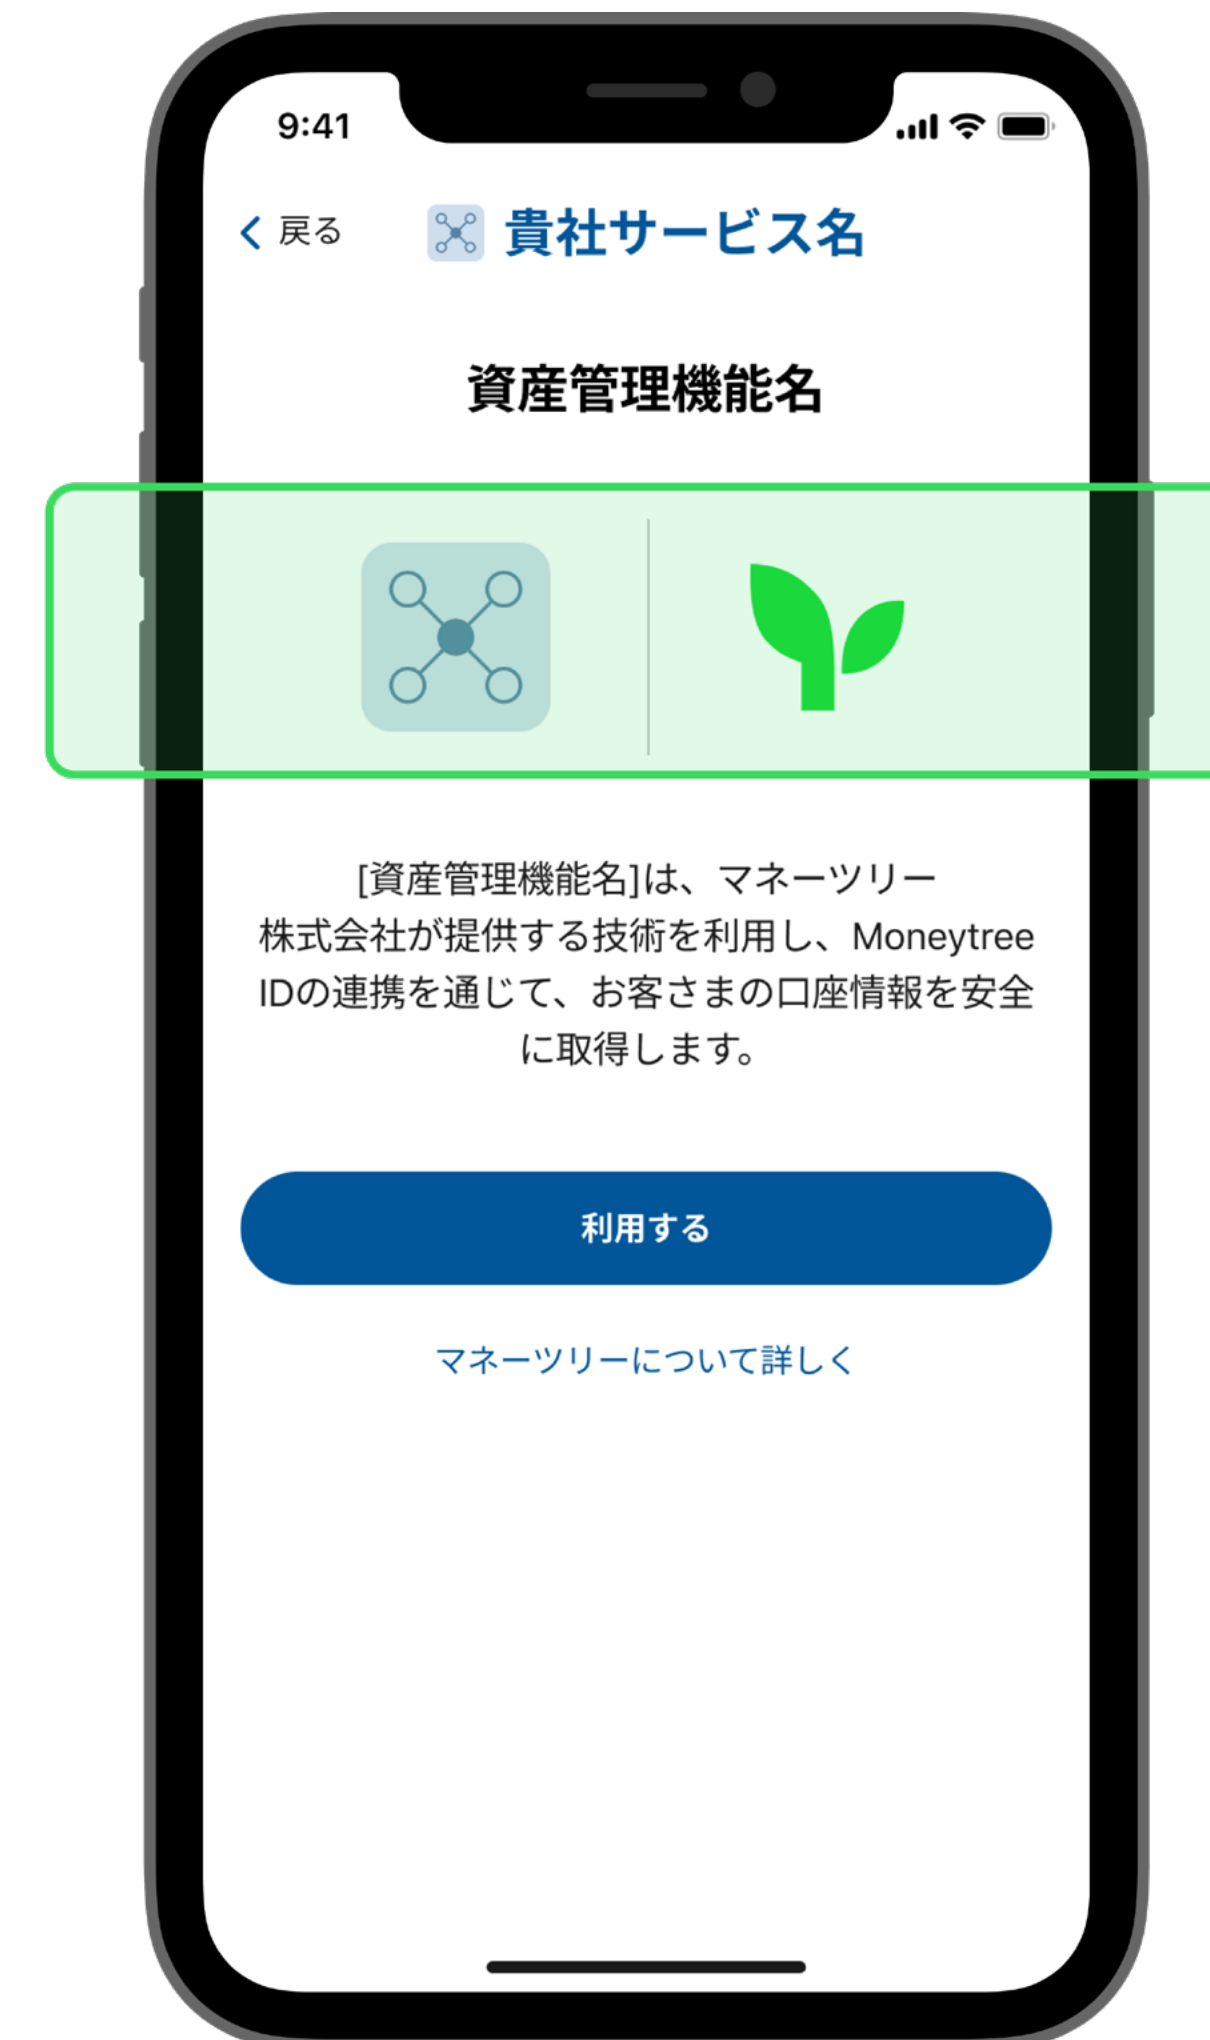 9:41
戻る 貴社サービス名
資産管理機能名
[資産管理機能名]は、マネーツリー
株式会社が提供する技術を利用し、Moneytree
IDの連携を通じて、お客さまの口座情報を安全
に取得します。
利用する
マネーツリーについて詳しく